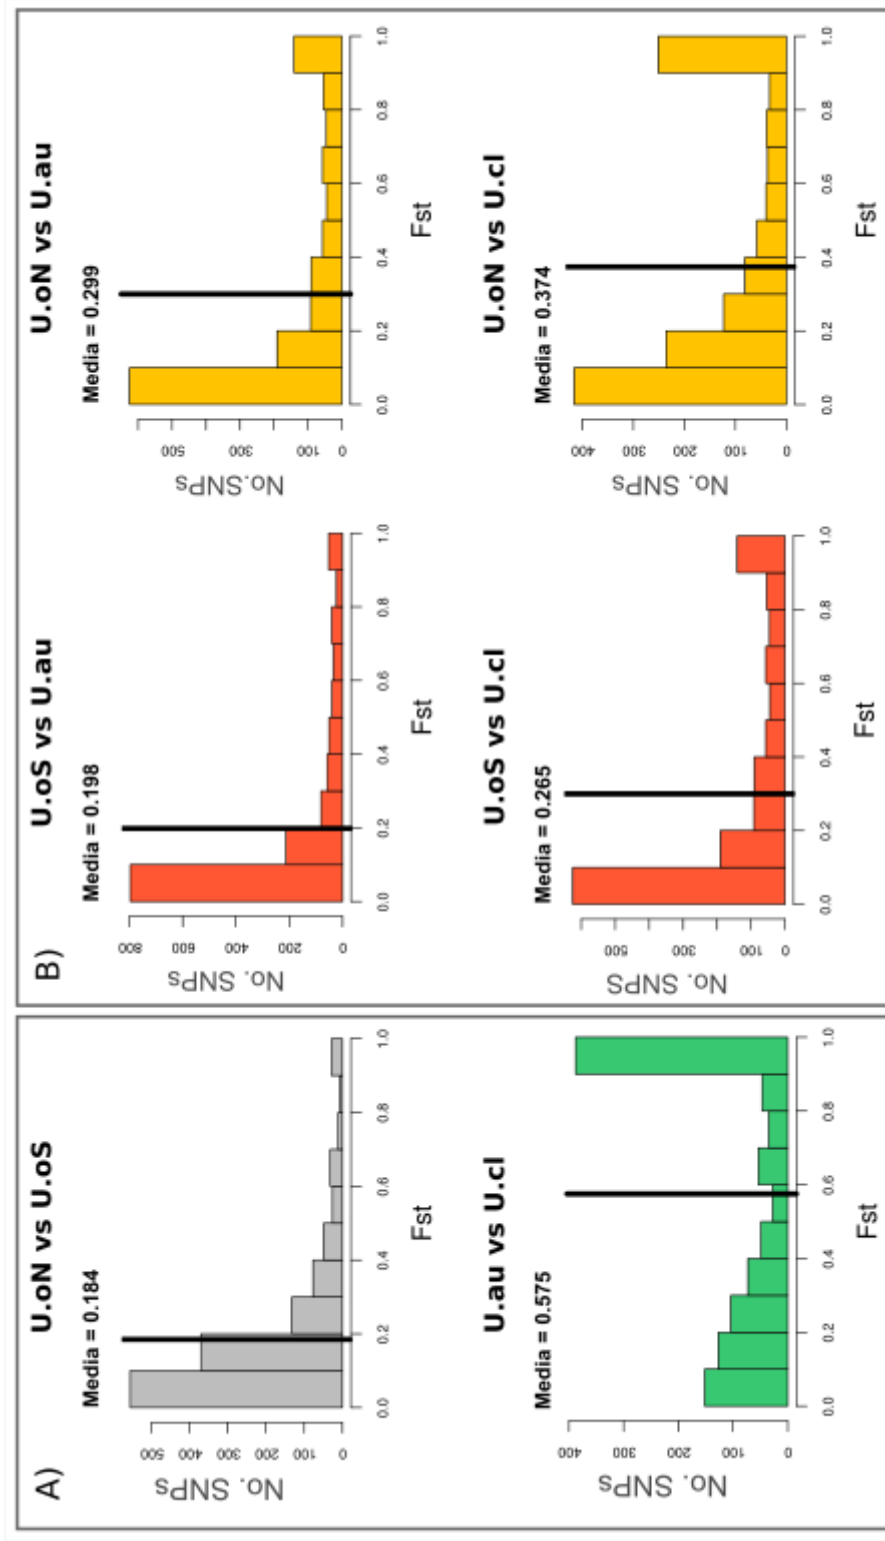 A)
U.oN vs U.oS
Media = 0.184
No. SNPs
0 100 200 300 400 500
0.0 0.2 0.4 0.6 0.8 1.0
Fst
U.au vs U.cl
Media = 0.575
No. SNPs
0 100 200 300 400
0.0 0.2 0.4 0.6 0.8 1.0
Fst
B)
U.oS vs U.au
Media = 0.198
No. SNPs
0 200 400 600 800
0.0 0.2 0.4 0.6 0.8 1.0
Fst
U.oN vs U.au
Media = 0.299
No.SNPs
0 100 300 500
0.0 0.2 0.4 0.6 0.8 1.0
Fst
U.oS vs U.cl
Media = 0.265
No. SNPS
0 100 300 500
0.0 0.2 0.4 0.6 0.8 1.0
Fst
U.oN vs U.cl
Media = 0.374
No. SNPs
0 100 200 300 400
0.0 0.2 0.4 0.6 0.8 1.0
Fst